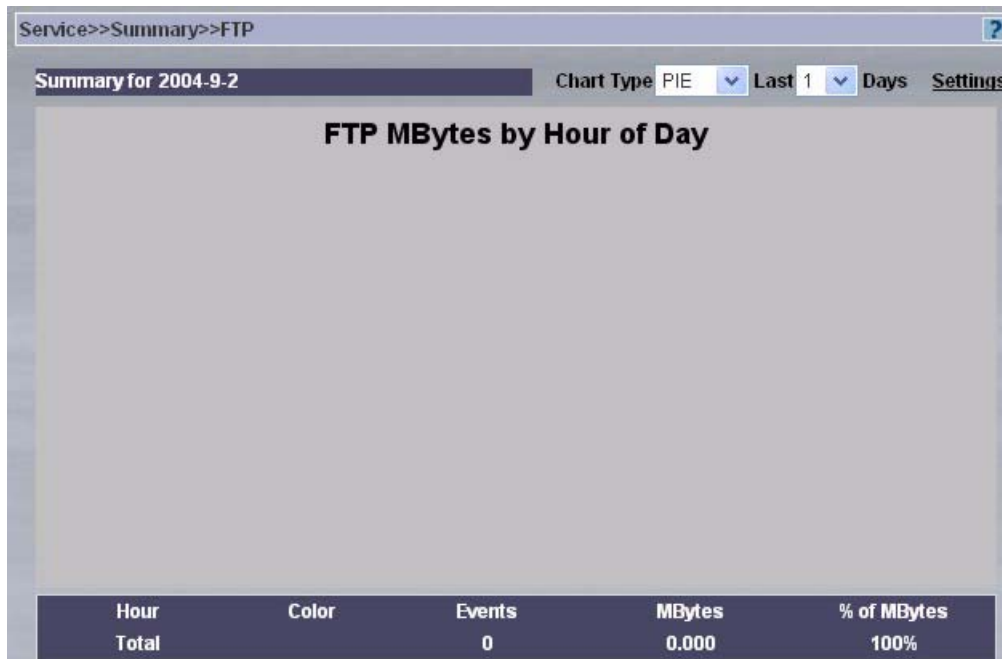 Service>>Summary>>FTP ?
Summary for 2004-9-2 Chart Type PIE Last 1 Days Settings
FTP MBytes by Hour of Day
Hour Color Events MBytes % of MBytes
Total 0 0.000 100%